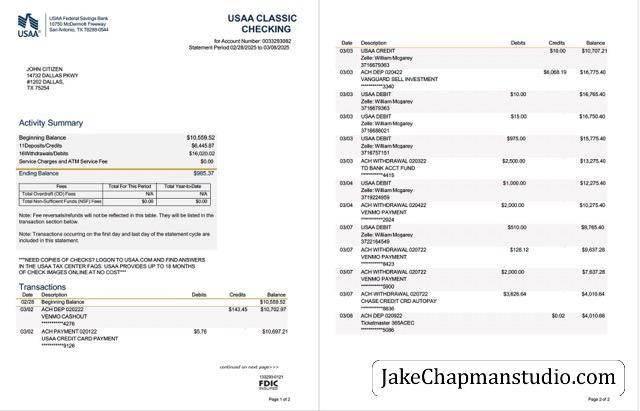 USAA
USAA Federal Savings Bank
10750 McDermott Freeway
San Antonio, TX 78288-0544
USAA CLASSIC
CHECKING
for Account Number: 0033293082
Statement Period 02/28/2025 to 03/08/2025
JOHN CITIZEN
14732 DALLAS PKWY
#1202 DALLAS,
TX 75254
Activity Summary
Beginning Balance $10,559.52
11Deposits/Credits $6,445.87
16Withdrawals/Debits $16,020.02
Service Charges and ATM Service Fee $0.00
Ending Balance $985.37
Fees Total For This Period Total Year-to-Date
Total Overdraft (OD) Fees N/A N/A
Total Non-Sufficient Funds (NSF) Fees $0.00 $0.00
Note: Fee reversals/refunds will not be reflected in this table. They will be listed in the
transaction section below.
Note: Transactions occurring on the first and last day of the statement cycle are
included in this statement.
***NEED COPIES OF CHECKS? LOGON TO USAA.COM AND FIND ANSWERS
IN THE USAA TAX CENTER FAQS. USAA PROVIDES UP TO 18 MONTHS
OF CHECK IMAGES ONLINE AT NO COST***
Transactions
Date Description Debits Credits Balance
02/28 Beginning Balance $10,559.52
03/02 ACH DEP 020222 $143.45 $10,702.97
VENMO CASHOUT
***********4276
03/02 ACH PAYMENT 020122 $5.76 $10,697.21
USAA CREDIT CARD PAYMENT
***********9126
continued on next page>>>
133293-0121
FDIC
Insured
Page 1 of 2
Date Description Debits Credits Balance
03/03 USAA CREDIT $10.00 $10,707.21
Zelle: William Mcgarey
3716679363
03/03 ACH DEP 020422 $6,068.19 $16,775.40
VANGUARD SELL INVESTMENT
***********3340
03/03 USAA DEBIT $10.00 $16,765.40
Zelle: William Mcgarey
3716679363
03/03 USAA DEBIT $15.00 $16,750.40
Zelle: William Mcgarey
3716688021
03/03 USAA DEBIT $975.00 $15,775.40
Zelle: William Mcgarey
3716757151
03/03 ACH WITHDRAWAL 020322 $2,500.00 $13,275.40
TD BANK ACCT FUND
***********4415
03/04 USAA DEBIT $1,000.00 $12,275.40
Zelle: William Mcgarey
3719224959
03/04 ACH WITHDRAWAL 020422 $2,000.00 $10,275.40
VENMO PAYMENT
***********2924
03/07 USAA DEBIT $510.00 $9,765.40
Zelle: William Mcgarey
3722164549
03/07 ACH WITHDRAWAL 020722 $128.12 $9,637.28
VENMO PAYMENT
***********8423
03/07 ACH WITHDRAWAL 020722 $2,000.00 $7,637.28
VENMO PAYMENT
***********5900
03/07 ACH WITHDRAWAL 020722 $3,626.64 $4,010.64
CHASE CREDIT CRD AUTOPAY
***********8636
03/08 ACH DEP 020922 $0.02 $4,010.66
Ticketmaster 365ACEC
***********5086
JakeChapmanstudio.com
Page 2 of 2